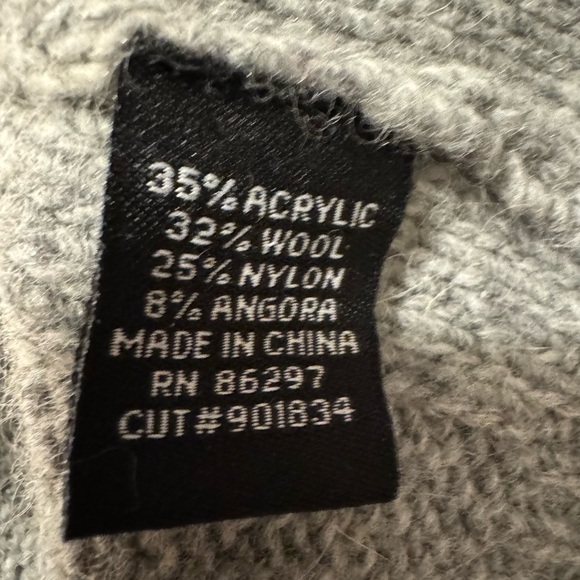 35% ACRYLIC
32% WOOL
25% NYLON
8% ANGORA
MADE IN CHINA
RN 86297
CUT#901834